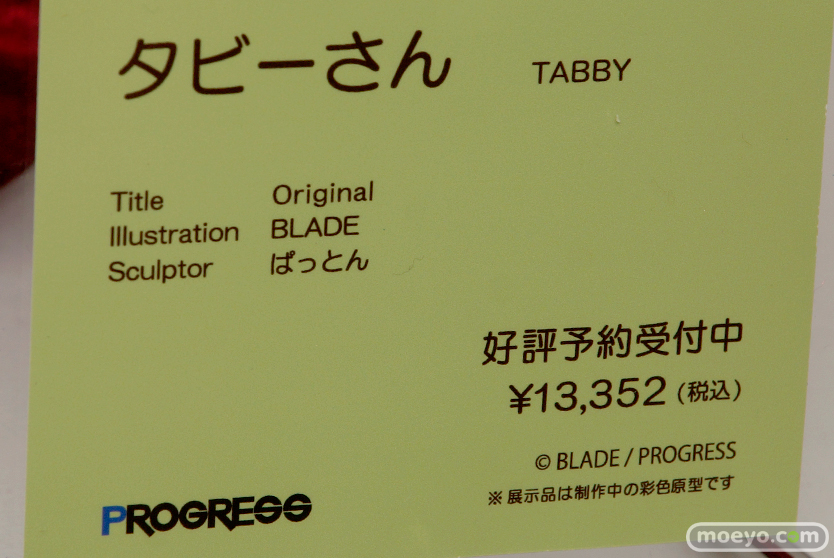 タビーさん TABBY
Title Original
Illustration BLADE
Sculptor ぱっとん
好評予約受付中
¥13,352(税込)
© BLADE / PROGRESS
※展示品は制作中の彩色原型です
PROGRESS
moeyo.com